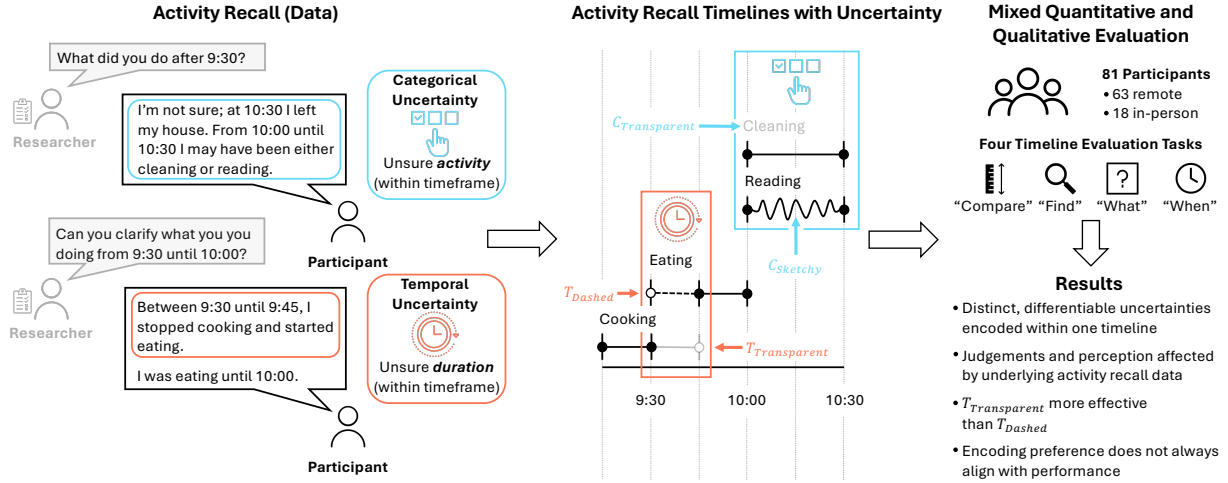 Activity Recall (Data)
What did you do after 9:30?
Researcher
I'm not sure; at 10:30 I left
my house. From 10:00 until
10:30 I may have been either
cleaning or reading.
Participant
Categorical
Uncertainty
Unsure activity
(within timeframe)
Can you clarify what you you
doing from 9:30 until 10:00?
Researcher
Between 9:30 until 9:45, I
stopped cooking and started
eating.
I was eating until 10:00.
Participant
Temporal
Uncertainty
Unsure duration
(within timeframe)
Activity Recall Timelines with Uncertainty
C_Transparent
Cleaning
Reading
C_Sketchy
Eating
T_Dashed
Cooking
T_Transparent
9:30
10:00
10:30
Mixed Quantitative and
Qualitative Evaluation
81 Participants
• 63 remote
• 18 in-person
Four Timeline Evaluation Tasks
?
"Compare" "Find" "What" "When"
Results
• Distinct, differentiable uncertainties
encoded within one timeline
• Judgements and perception affected
by underlying activity recall data
• T_Transparent more effective
than T_Dashed
• Encoding preference does not always
align with performance